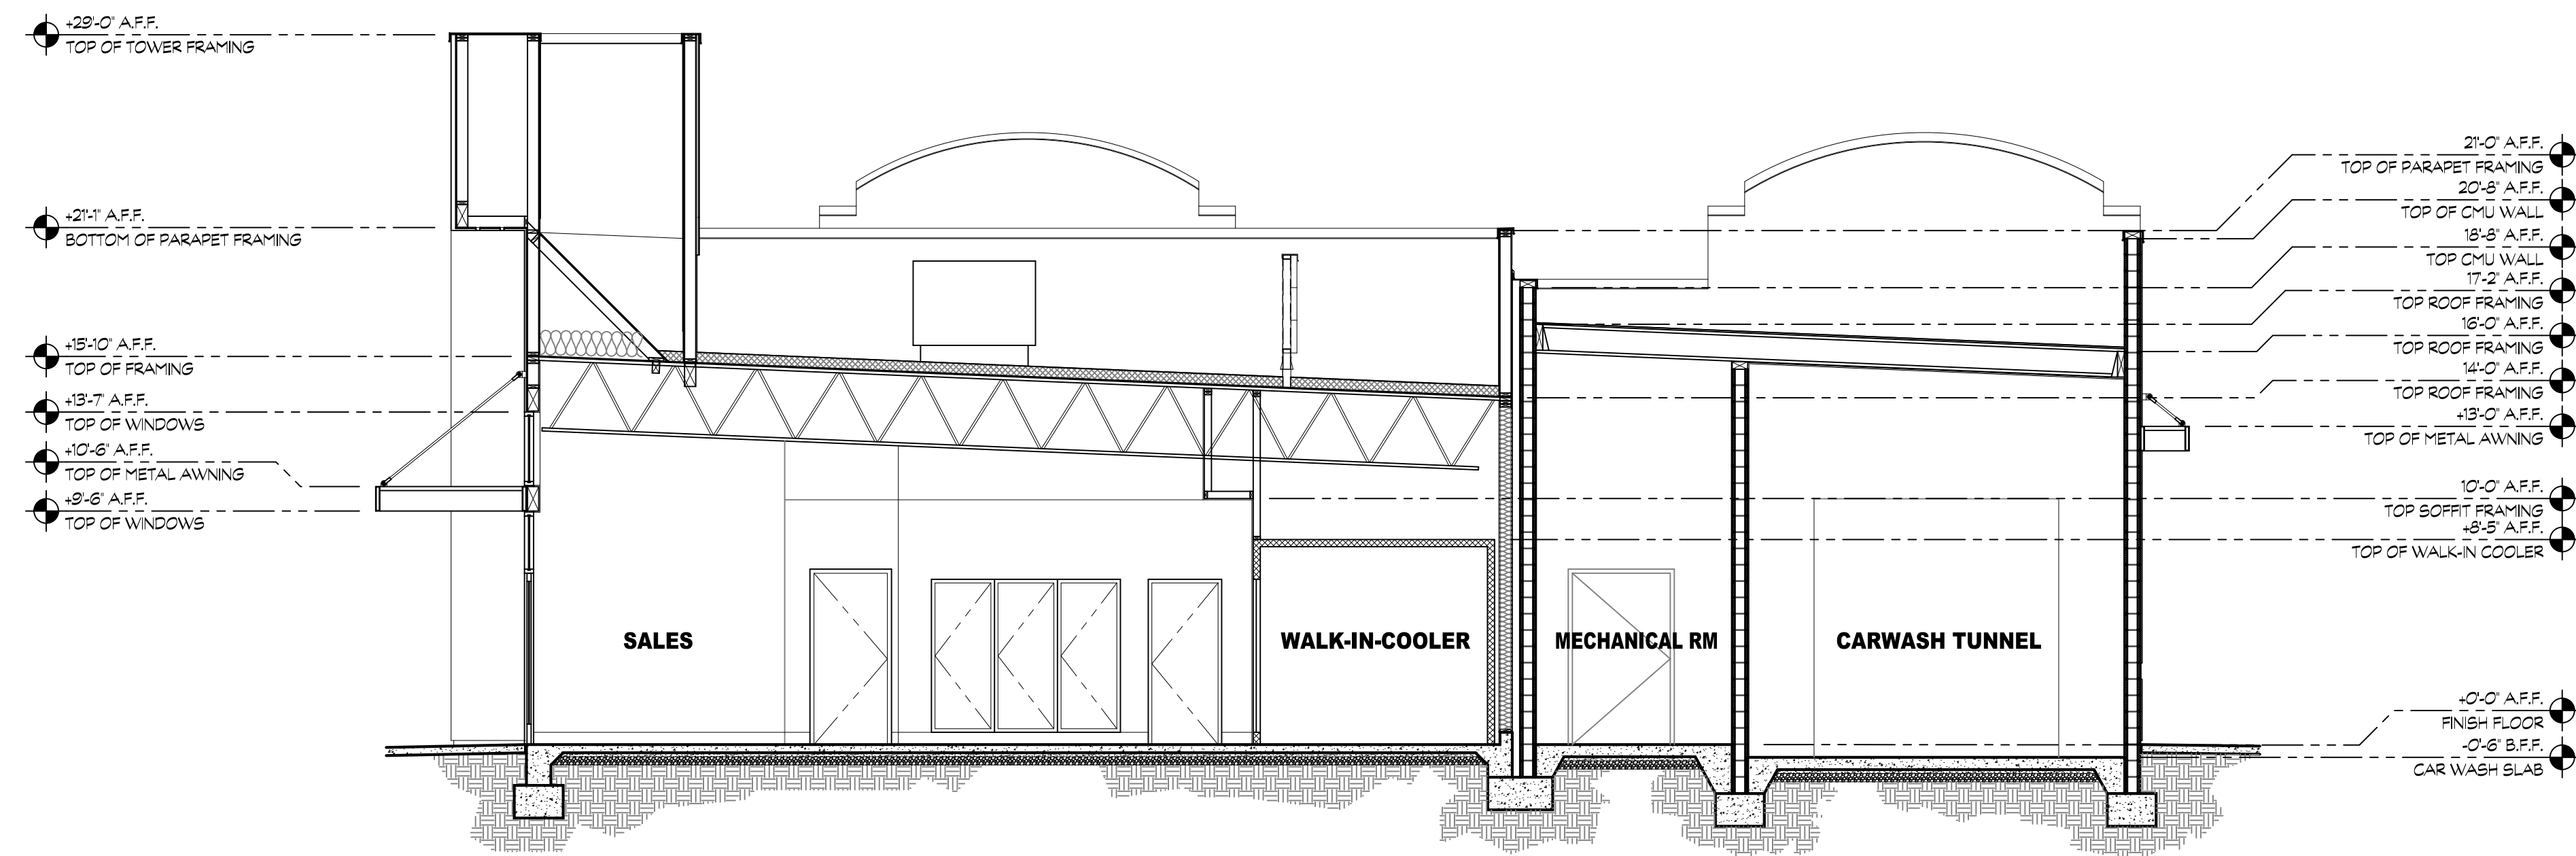 +29'-0" A.F.F.
TOP OF TOWER FRAMING
+21'-1" A.F.F.
BOTTOM OF PARAPET FRAMING
+15'-10" A.F.F.
TOP OF FRAMING
+13'-7" A.F.F.
TOP OF WINDOWS
+10'-6" A.F.F.
TOP OF METAL AWNING
+9'-6" A.F.F.
TOP OF WINDOWS
SALES
WALK-IN-COOLER
MECHANICAL RM
CARWASH TUNNEL
21'-0" A.F.F.
TOP OF PARAPET FRAMING
20'-8" A.F.F.
TOP OF CMU WALL
18'-8" A.F.F.
TOP CMU WALL
17'-2" A.F.F.
TOP ROOF FRAMING
16'-0" A.F.F.
TOP ROOF FRAMING
14'-0" A.F.F.
TOP ROOF FRAMING
+13'-0" A.F.F.
TOP OF METAL AWNING
10'-0" A.F.F.
TOP SOFFIT FRAMING
+8'-5" A.F.F.
TOP OF WALK-IN COOLER
+0'-0" A.F.F.
FINISH FLOOR
-0'-6" B.F.F.
CAR WASH SLAB